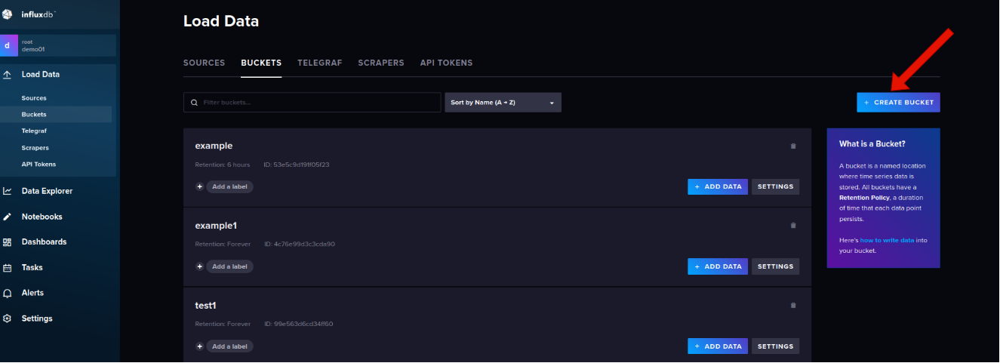 influxdb
Load Data
d
root
demo01
SOURCES BUCKETS TELEGRAF SCRAPERS API TOKENS
Load Data
Sources
Buckets
Telegraf
Scrapers
API Tokens
Data Explorer
Notebooks
Dashboards
Tasks
Alerts
Settings
Filter buckets...
Sort by Name (A → Z)
+ CREATE BUCKET
example
Retention: 6 hours ID: 53e5c9d191f05f23
+ Add a label
+ ADD DATA SETTINGS
example1
Retention: Forever ID: 4c76e99d3c3cda90
+ Add a label
+ ADD DATA SETTINGS
test1
Retention: Forever ID: 99e563d6cd34ff60
+ Add a label
+ ADD DATA SETTINGS
What is a Bucket?
A bucket is a named location
where time series data is
stored. All buckets have a
Retention Policy, a duration
of time that each data point
persists.
Here's how to write data into
your bucket.